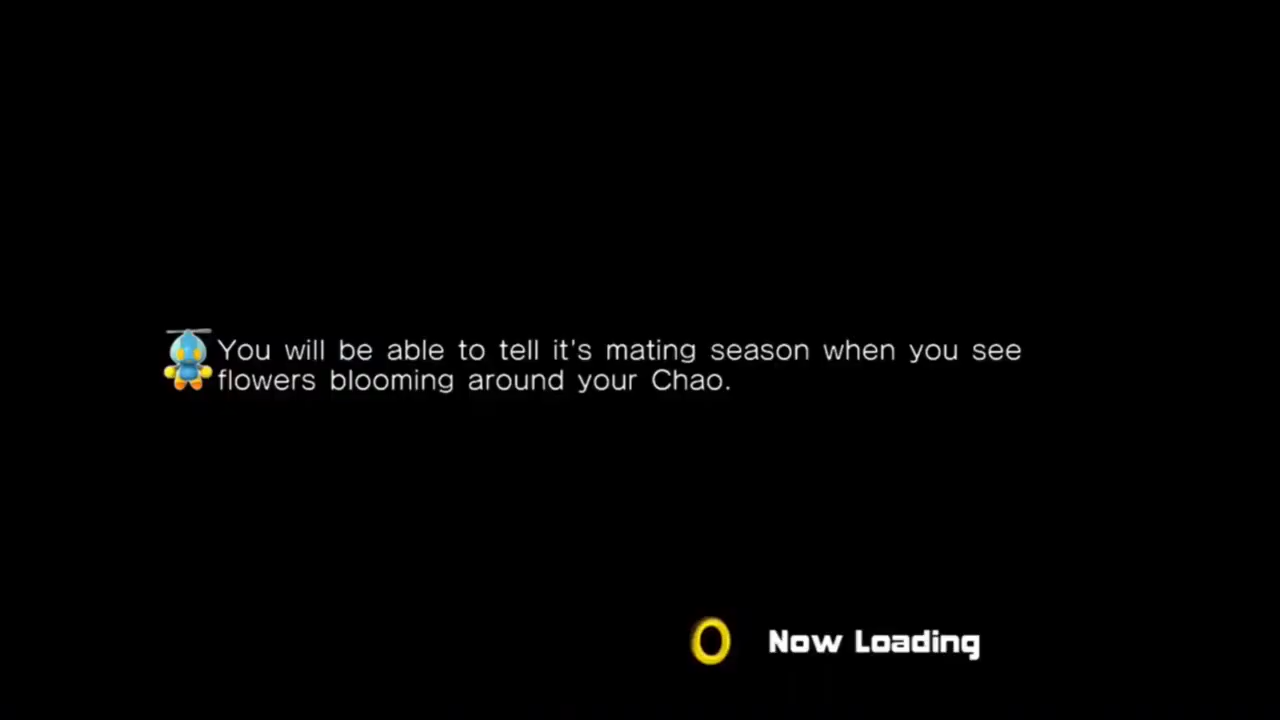 You will be able to tell it's mating season when you see
flowers blooming around your Chao.
Now Loading